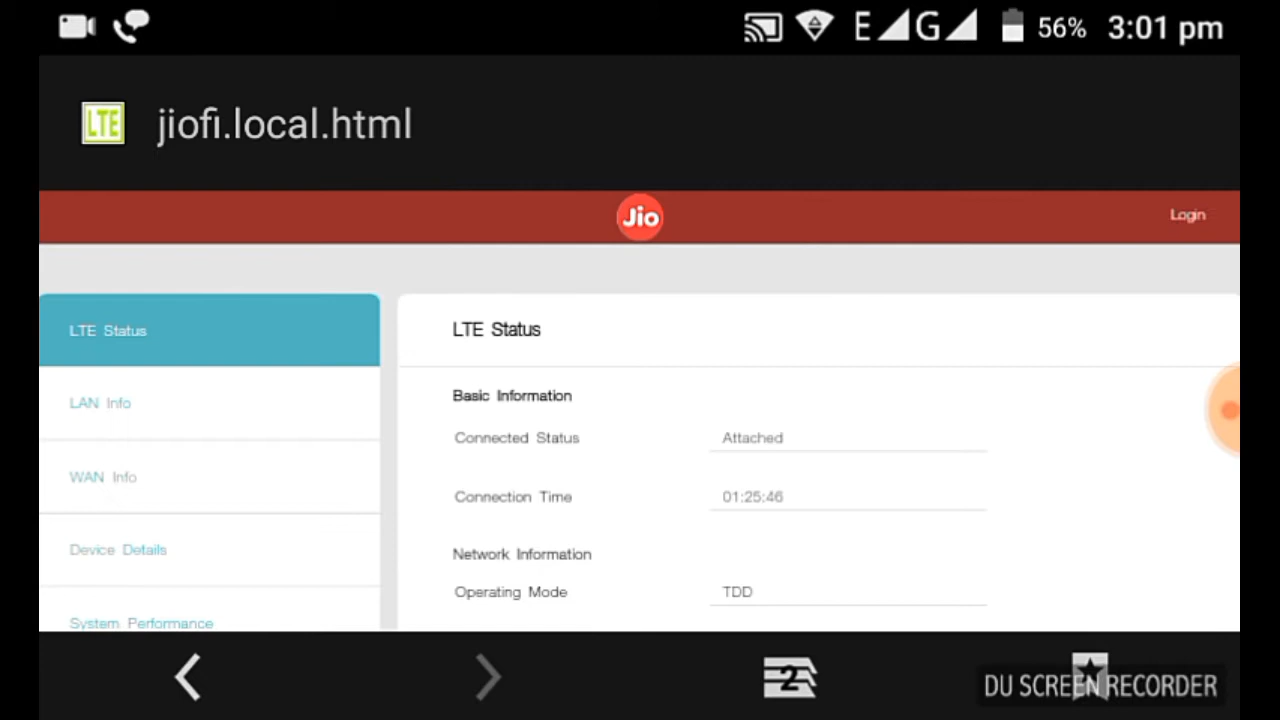 E G 56% 3:01 pm
LTE jiofi.local.html
Jio Login
LTE Status
LAN Info
WAN Info
Device Details
System Performance
LTE Status
Basic Information
Connected Status Attached
Connection Time 01:25:46
Network Information
Operating Mode TDD
2
DU SCREEN RECORDER